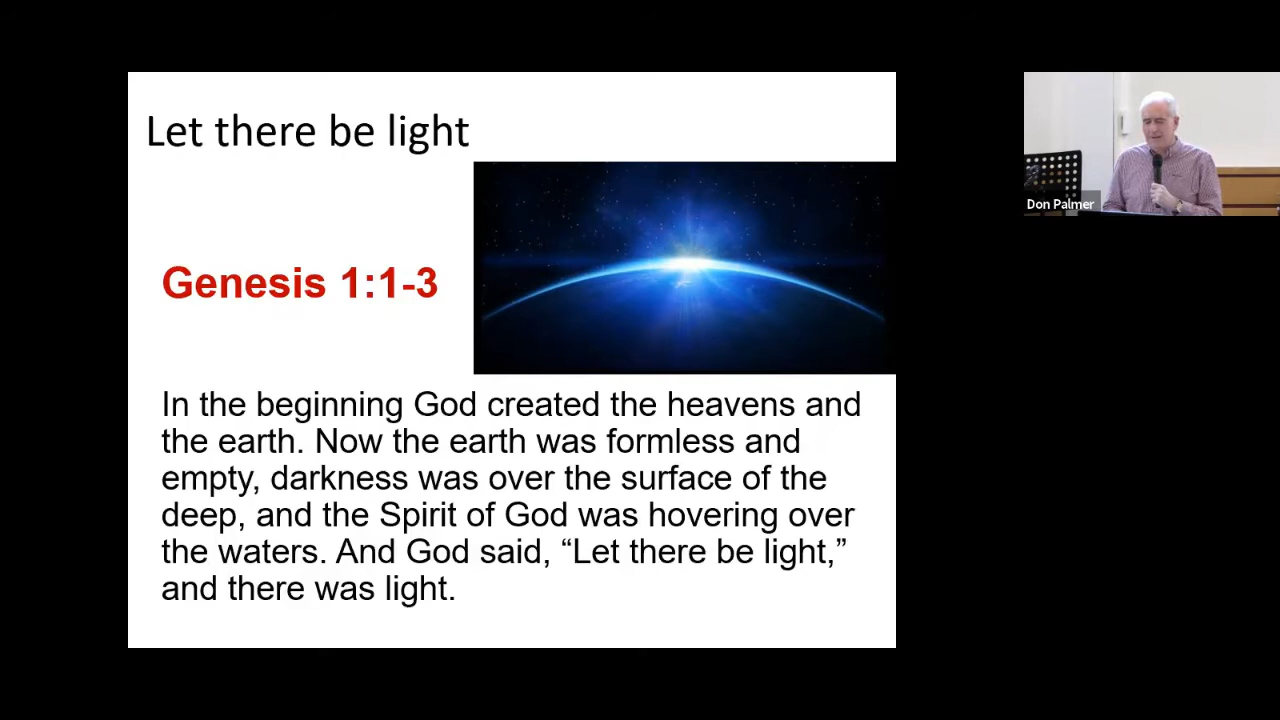 Let there be light
Genesis 1:1-3
In the beginning God created the heavens and
the earth. Now the earth was formless and
empty, darkness was over the surface of the
deep, and the Spirit of God was hovering over
the waters. And God said, “Let there be light,”
and there was light.
Don Palmer